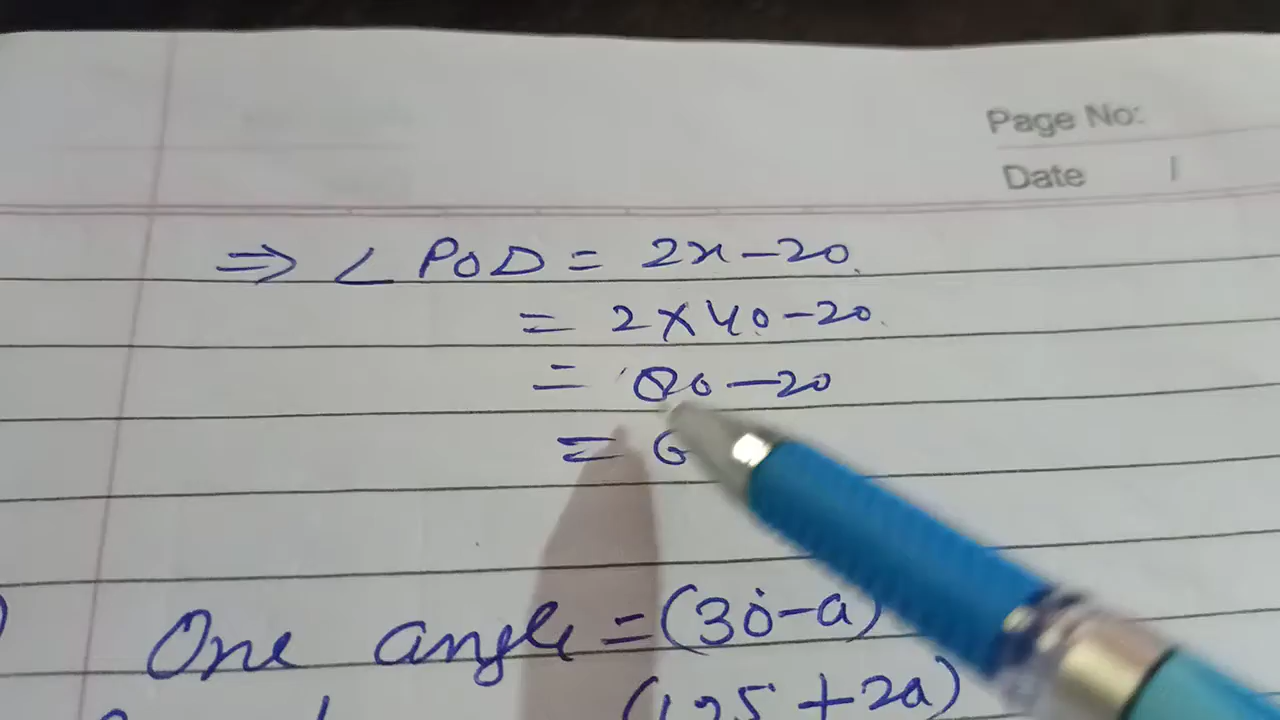 Page No:
Date
⇒ ∠ POD = 2x-20
= 2×40-20
= 80-20
= 6
One angle = (30-a)
(125 +2a)